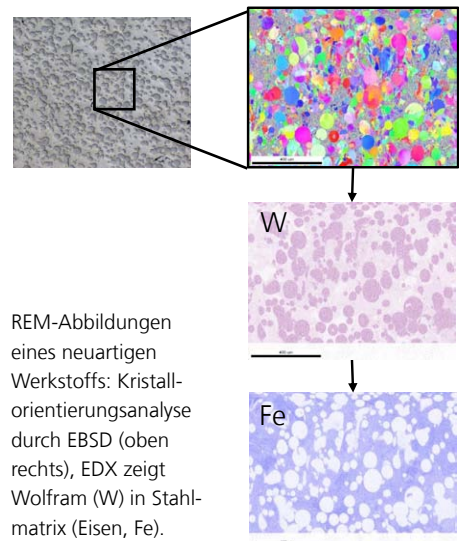 W
REM-Abbildungen
eines neuartigen
Werkstoffs: Kristall-
orientierungsanalyse
durch EBSD (oben
rechts), EDX zeigt
Wolfram (W) in Stahl-
matrix (Eisen, Fe).
Fe